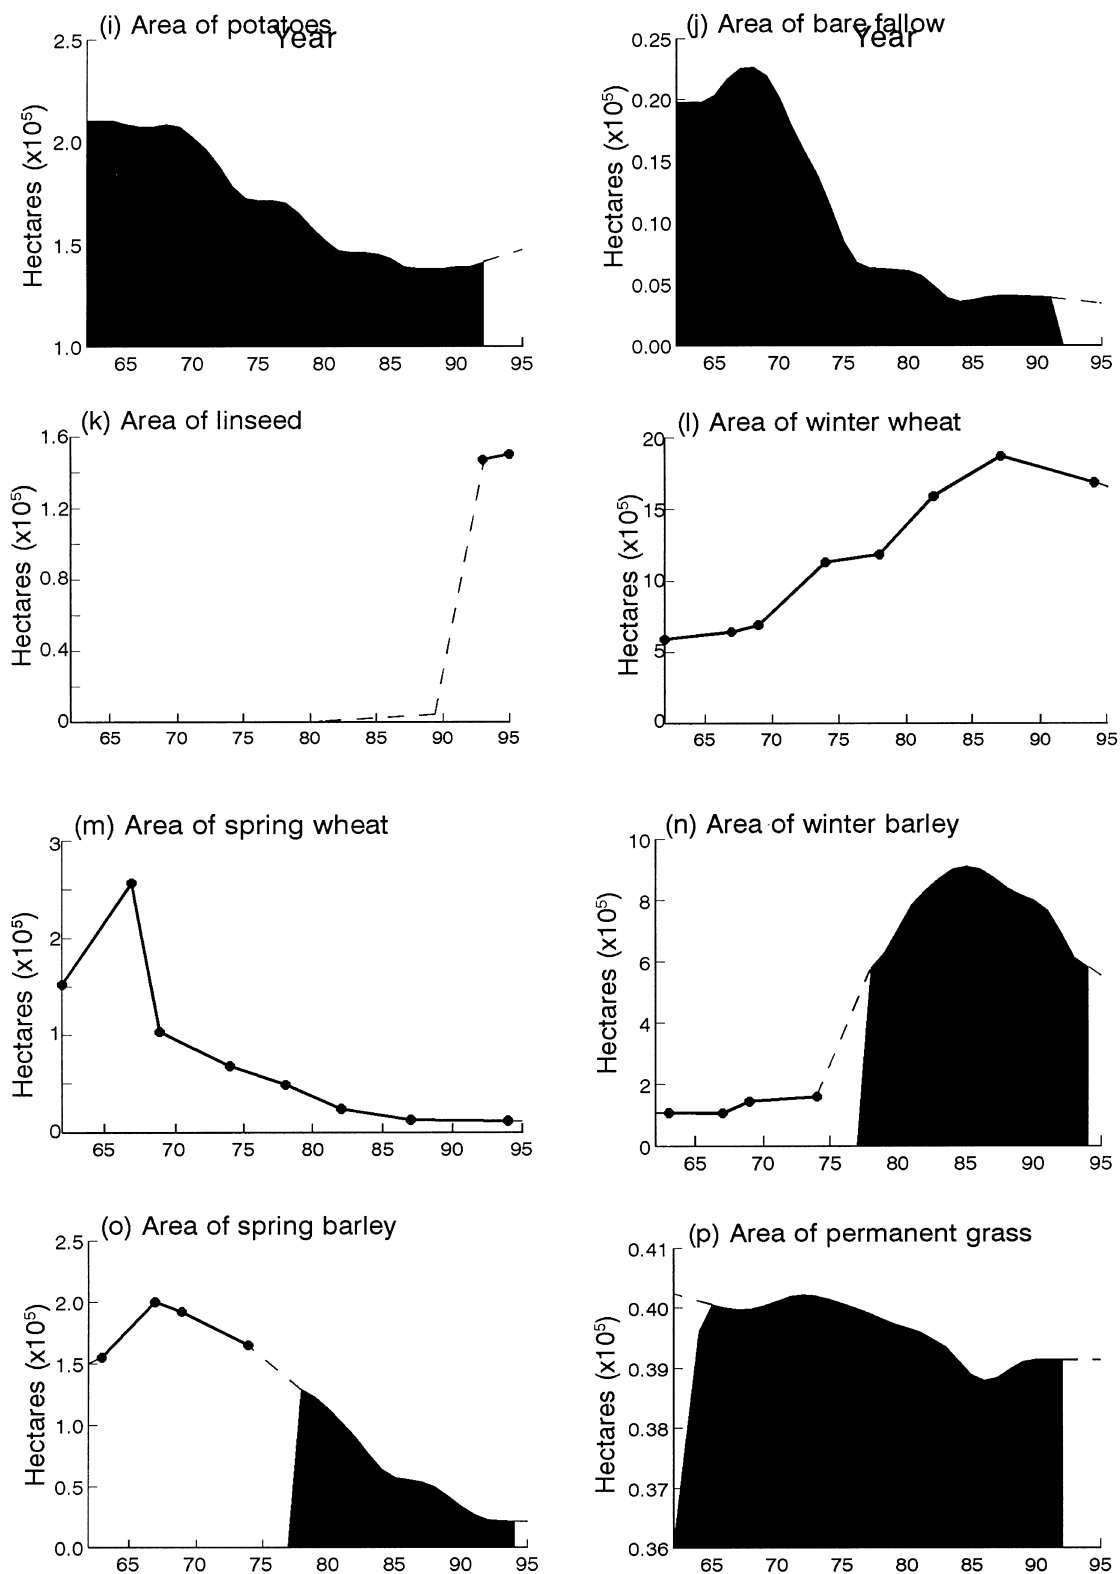 (i) Area of potatoes
Year
Hectares (x10⁵)
2.5
2.0
1.5
1.0
65 70 75 80 85 90 95
(j) Area of bare fallow
Year
Hectares (x10⁵)
0.25
0.20
0.15
0.10
0.05
0.00
65 70 75 80 85 90 95
(k) Area of linseed
Hectares (x10⁵)
1.6
1.2
0.8
0.4
0
65 70 75 80 85 90 95
(l) Area of winter wheat
Hectares (x10⁵)
20
15
10
5
0
65 70 75 80 85 90 95
(m) Area of spring wheat
Hectares (x10⁵)
3
2
1
0
65 70 75 80 85 90 95
(n) Area of winter barley
Hectares (x10⁵)
10
8
6
4
2
0
65 70 75 80 85 90 95
(o) Area of spring barley
Hectares (x10⁵)
2.5
2.0
1.5
1.0
0.5
0.0
65 70 75 80 85 90 95
(p) Area of permanent grass
Hectares (x10⁵)
0.41
0.40
0.39
0.38
0.37
0.36
65 70 75 80 85 90 95